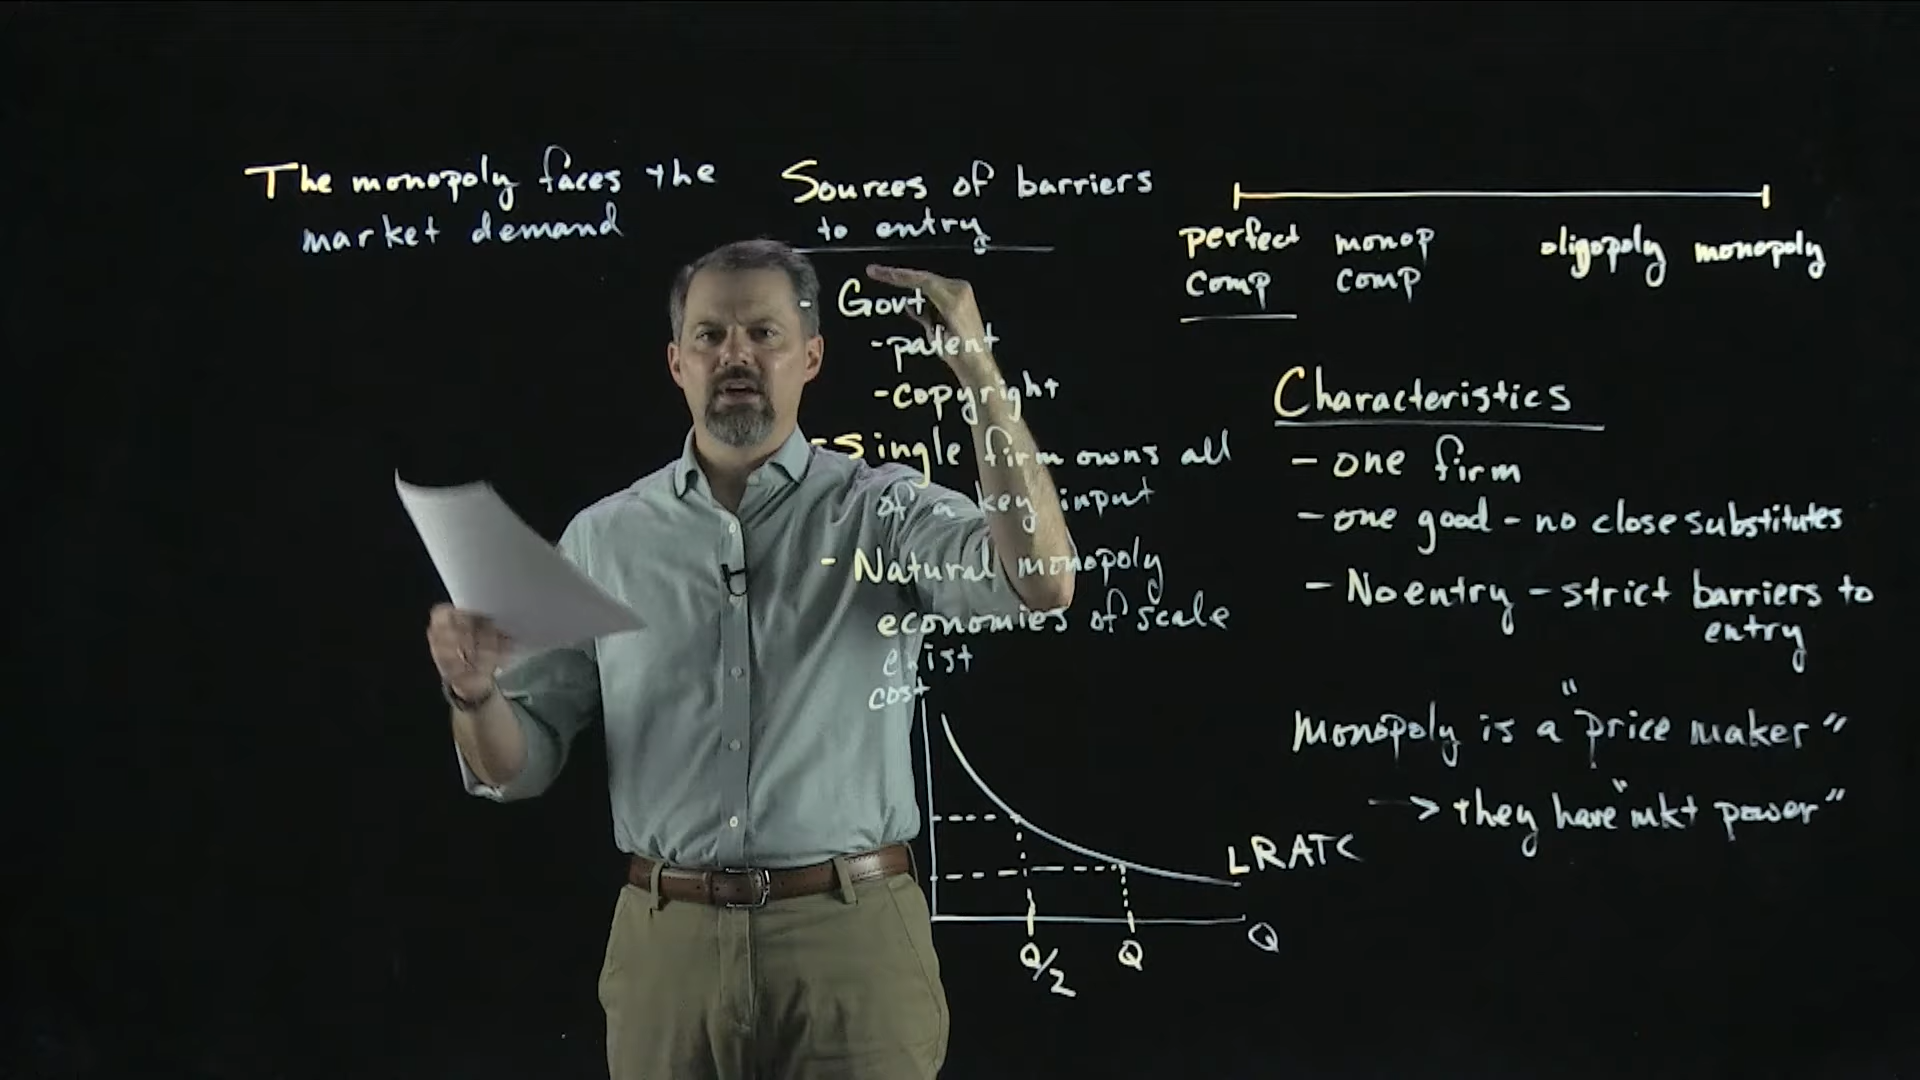 The monopoly faces the
market demand
Sources of barriers
to entry
- Govt
-patent
-copyright
-Single firm owns all
of a key input
- Natural monopoly
economies of scale
exist
cost
LRATC
Q/2
Q
Q
perfect
comp
monop
comp
oligopoly
monopoly
Characteristics
- one firm
- one good - no close substitutes
- No entry - strict barriers to
entry
Monopoly is a "price maker"
-> they have "mkt power"